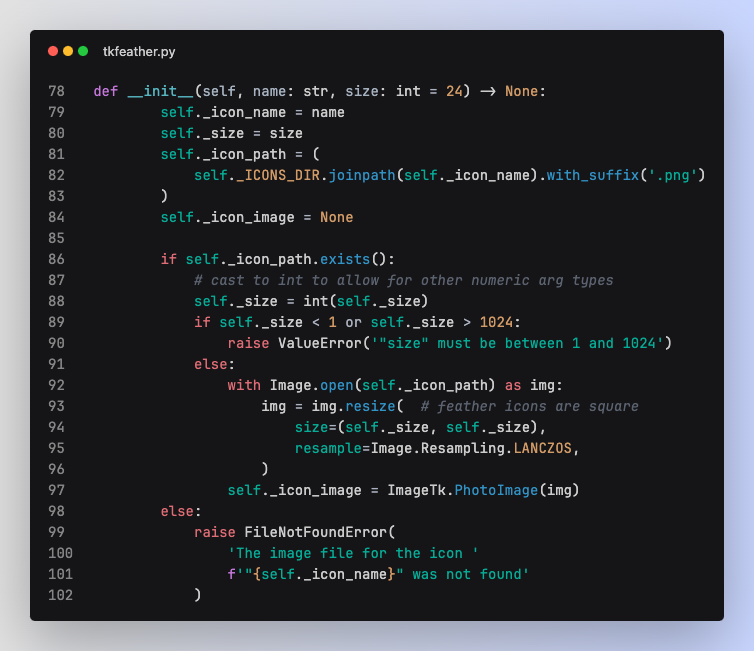 tkfeather.py
78 def __init__(self, name: str, size: int = 24) -> None:
79 self._icon_name = name
80 self._size = size
81 self._icon_path = (
82 self._ICONS_DIR.joinpath(self._icon_name).with_suffix('.png')
83 )
84 self._icon_image = None
85
86 if self._icon_path.exists():
87 # cast to int to allow for other numeric arg types
88 self._size = int(self._size)
89 if self._size < 1 or self._size > 1024:
90 raise ValueError('"size" must be between 1 and 1024')
91 else:
92 with Image.open(self._icon_path) as img:
93 img = img.resize(  # feather icons are square
94 size=(self._size, self._size),
95 resample=Image.Resampling.LANCZOS,
96 )
97 self._icon_image = ImageTk.PhotoImage(img)
98 else:
99 raise FileNotFoundError(
100 'The image file for the icon '
101 f'"{self._icon_name}" was not found'
102 )